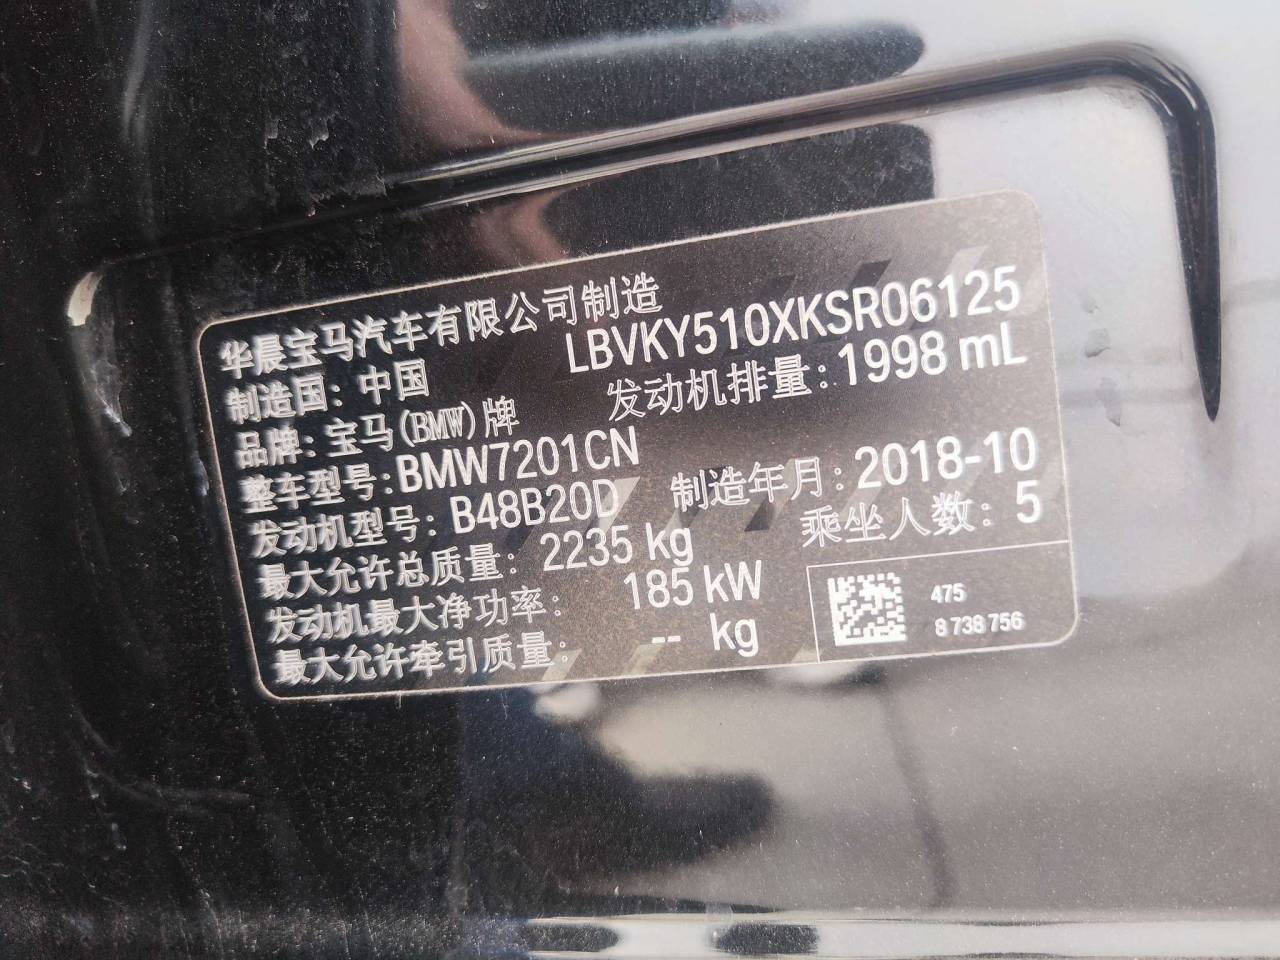 华晨宝马汽车有限公司制造
制造国：中国 LBVKY510XKSR06125
品牌：宝马(BMW)牌 发动机排量：1998 mL
整车型号：BMW7201CN
发动机型号：B48B20D 制造年月：2018-10
最大允许总质量：2235 kg 乘坐人数：5
发动机最大净功率：185 kW
最大允许牵引质量：-- kg
475
8 738 756